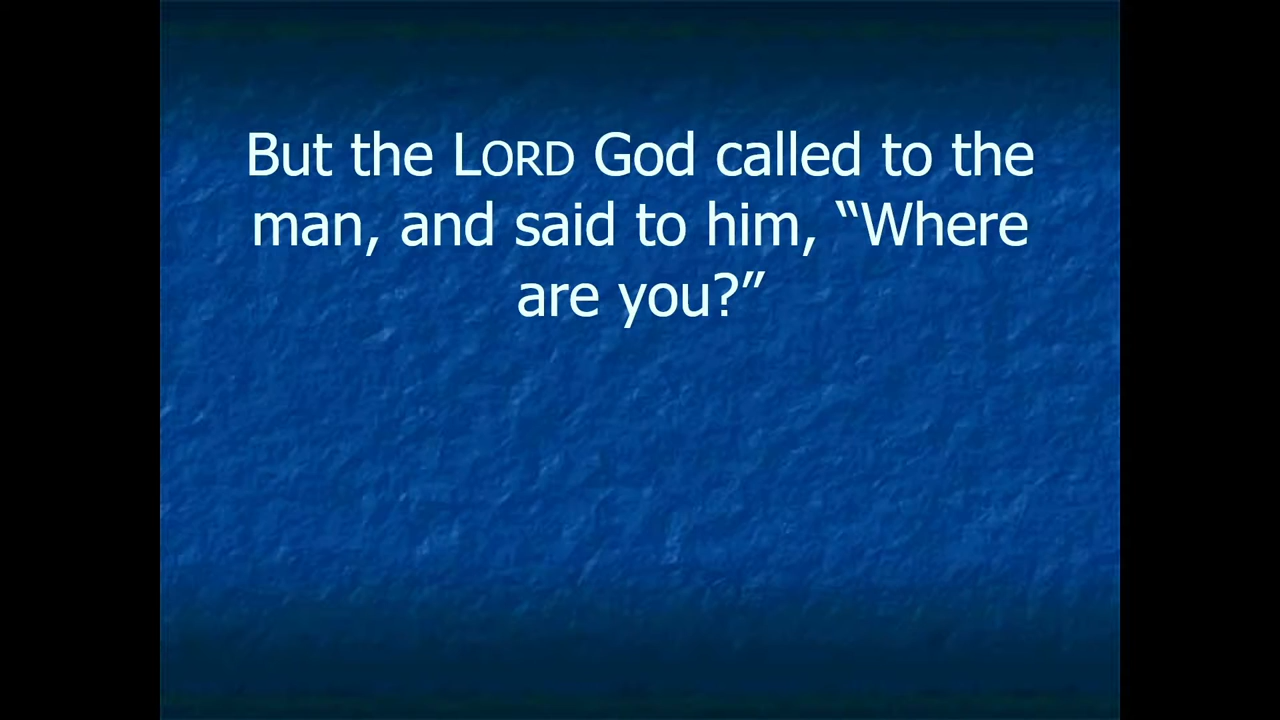 But the LORD God called to the
man, and said to him, “Where
are you?”